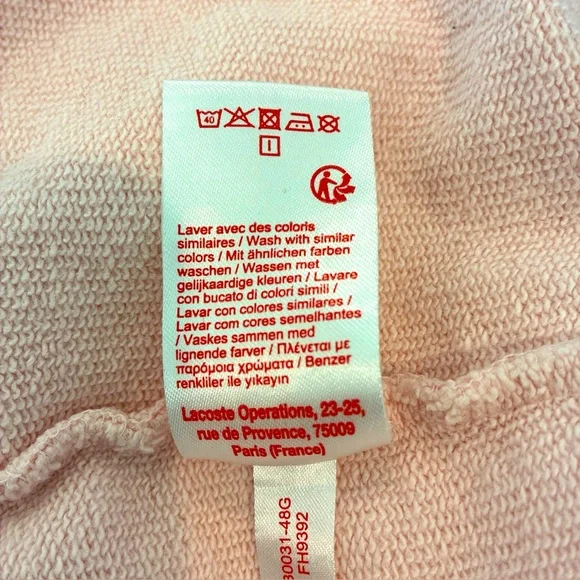 40
I
Laver avec des coloris
similaires / Wash with similar
colors / Mit ähnlichen farben
waschen / Wassen met
gelijkaardige kleuren / Lavare
con bucato di colori simili /
Lavar con colores similares /
Lavar com cores semelhantes
/ Vaskes sammen med
lignende farver / Πλένεται με
παρόμοια χρώματα / Benzer
renkliler ile yıkayin
Lacoste Operations, 23-25,
rue de Provence, 75009
Paris (France)
30031-48G
FH9392